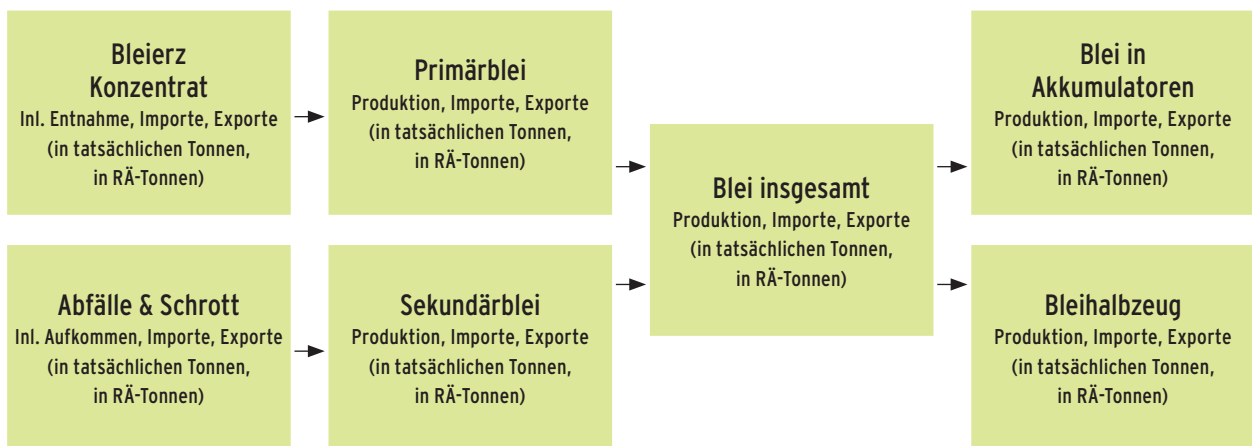 Bleierz
Konzentrat
Inl. Entnahme, Importe, Exporte
(in tatsächlichen Tonnen,
in RÄ-Tonnen)
Primärblei
Produktion, Importe, Exporte
(in tatsächlichen Tonnen,
in RÄ-Tonnen)
Abfälle & Schrott
Inl. Aufkommen, Importe, Exporte
(in tatsächlichen Tonnen,
in RÄ-Tonnen)
Sekundärblei
Produktion, Importe, Exporte
(in tatsächlichen Tonnen,
in RÄ-Tonnen)
Blei insgesamt
Produktion, Importe, Exporte
(in tatsächlichen Tonnen,
in RÄ-Tonnen)
Blei in
Akkumulatoren
Produktion, Importe, Exporte
(in tatsächlichen Tonnen,
in RÄ-Tonnen)
Bleihalbzeug
Produktion, Importe, Exporte
(in tatsächlichen Tonnen,
in RÄ-Tonnen)